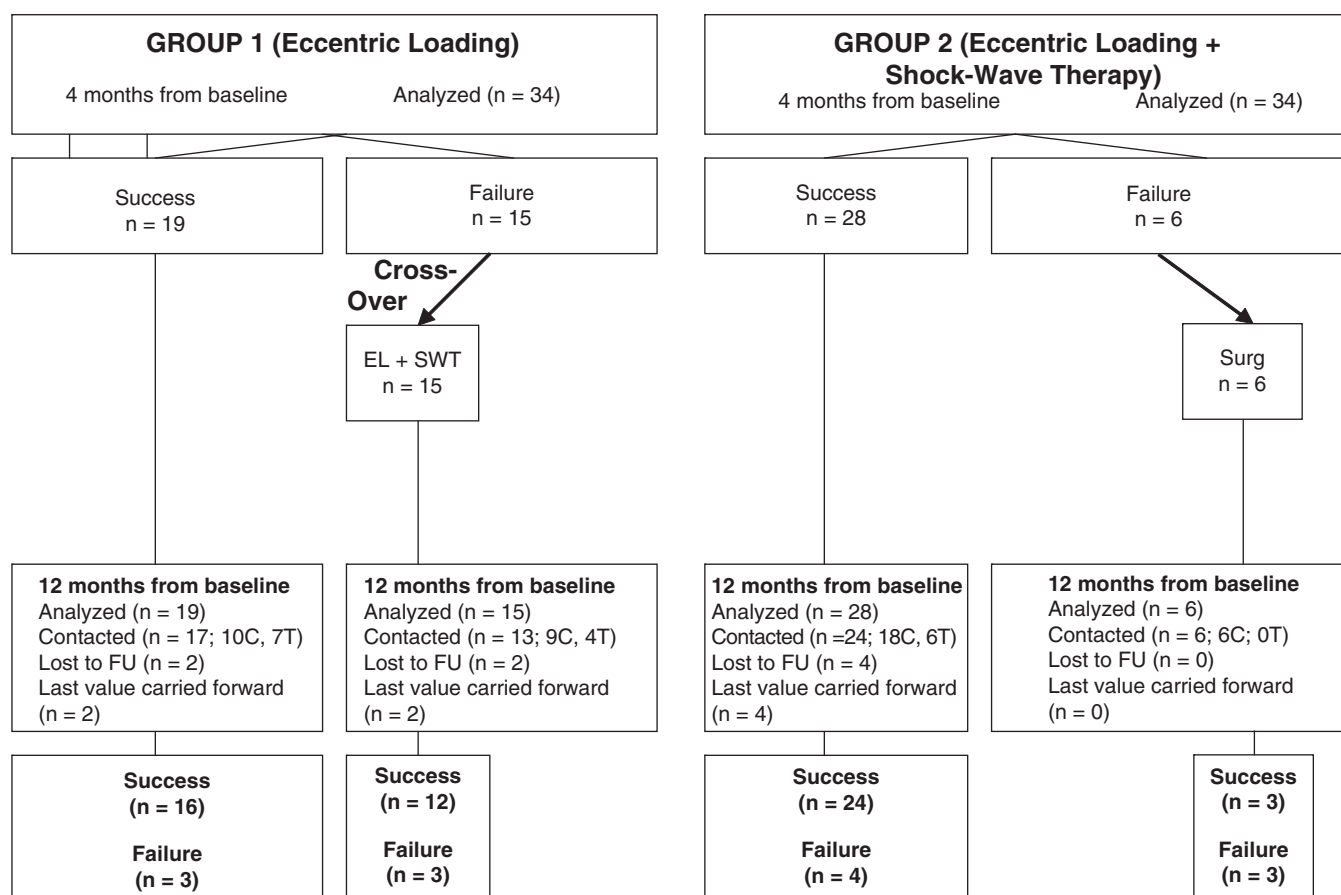 GROUP 1 (Eccentric Loading)
4 months from baseline Analyzed (n = 34)
Success
n = 19
Failure
n = 15
Cross-
Over
EL + SWT
n = 15
12 months from baseline
Analyzed (n = 19)
Contacted (n = 17; 10C, 7T)
Lost to FU (n = 2)
Last value carried forward
(n = 2)
12 months from baseline
Analyzed (n = 15)
Contacted (n = 13; 9C, 4T)
Lost to FU (n = 2)
Last value carried forward
(n = 2)
Success
(n = 16)
Failure
(n = 3)
Success
(n = 12)
Failure
(n = 3)
GROUP 2 (Eccentric Loading +
Shock-Wave Therapy)
4 months from baseline Analyzed (n = 34)
Success
n = 28
Failure
n = 6
Surg
n = 6
12 months from baseline
Analyzed (n = 28)
Contacted (n =24; 18C, 6T)
Lost to FU (n = 4)
Last value carried forward
(n = 4)
12 months from baseline
Analyzed (n = 6)
Contacted (n = 6; 6C; 0T)
Lost to FU (n = 0)
Last value carried forward
(n = 0)
Success
(n = 24)
Failure
(n = 4)
Success
(n = 3)
Failure
(n = 3)